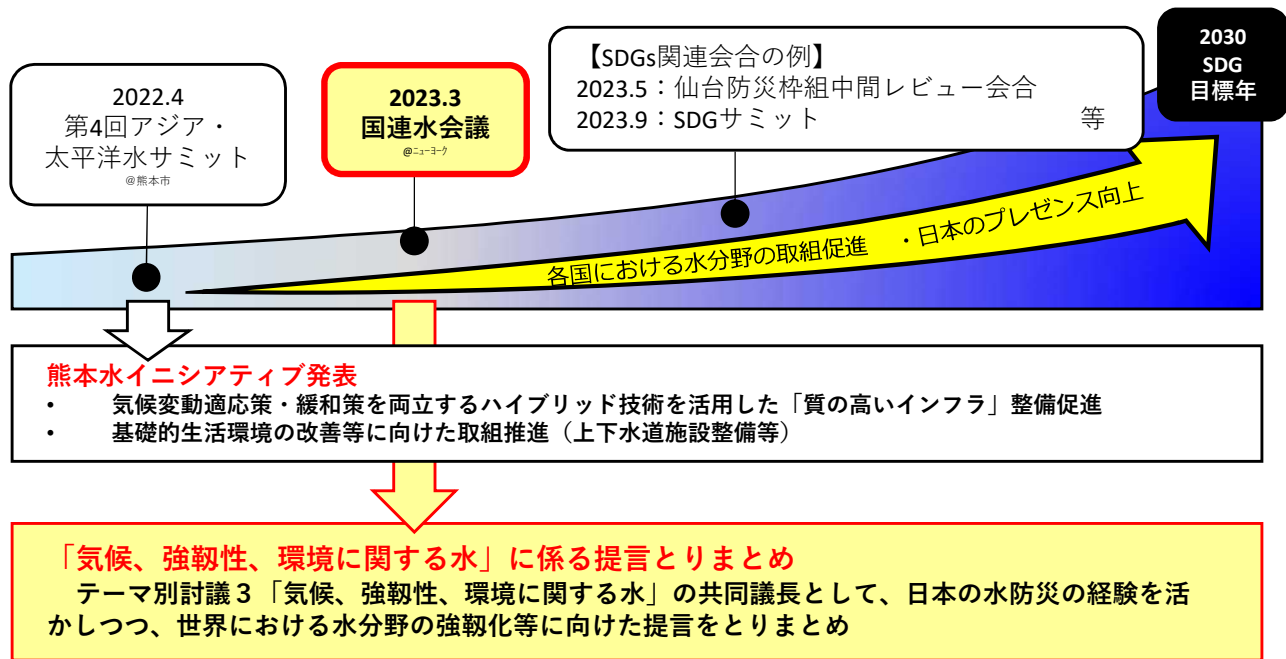 2022.4
第4回アジア・
太平洋水サミット
@熊本市
2023.3
国連水会議
@ニューヨーク
【SDGs関連会合の例】
2023.5：仙台防災枠組中間レビュー会合
2023.9：SDGサミット 等
2030
SDG
目標年
各国における水分野の取組促進 ・日本のプレゼンス向上
熊本水イニシアティブ発表
• 気候変動適応策・緩和策を両立するハイブリッド技術を活用した「質の高いインフラ」整備促進
• 基礎的生活環境の改善等に向けた取組推進（上下水道施設整備等）
「気候、強靱性、環境に関する水」に係る提言とりまとめ
テーマ別討議３「気候、強靱性、環境に関する水」の共同議長として、日本の水防災の経験を活
かしつつ、世界における水分野の強靱化等に向けた提言をとりまとめ